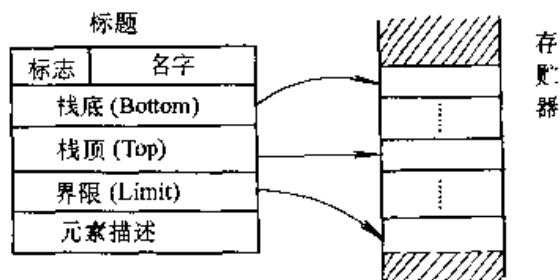 标题
标志 名字
栈底 (Bottom)
栈顶 (Top)
界限 (Limit)
元素描述
存
贮
器